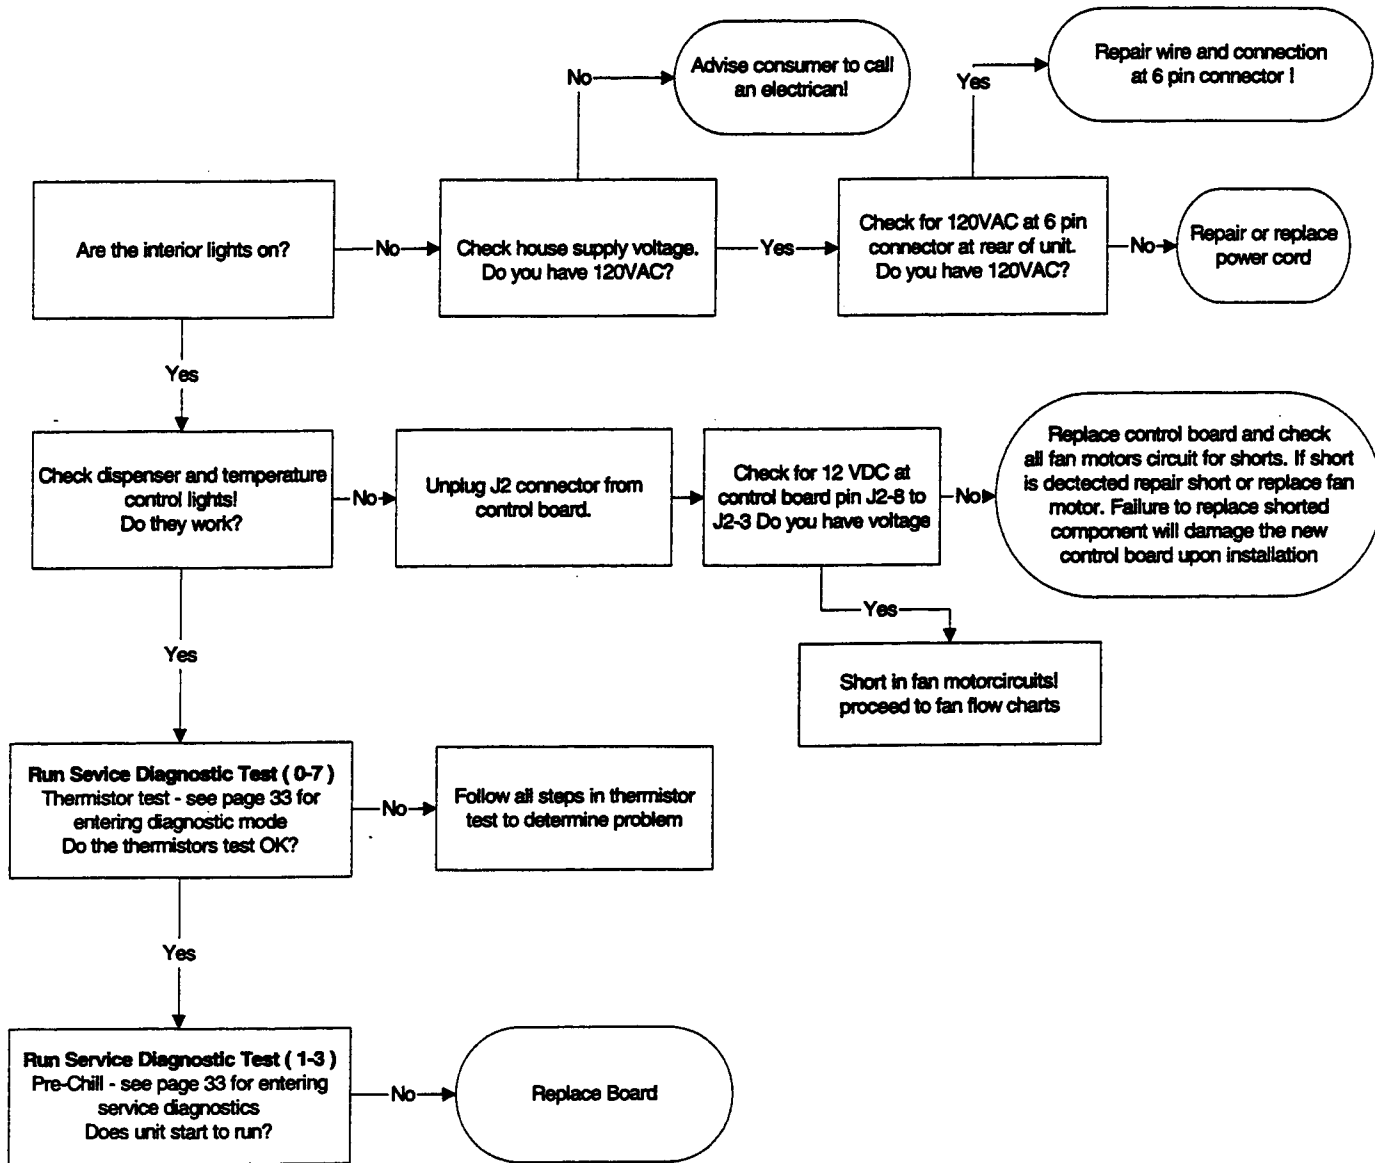 Advise consumer to call
an electrican!
Repair wire and connection
at 6 pin connector !
No
Yes
Are the interior lights on?
No
Check house supply voltage.
Do you have 120VAC?
Yes
Check for 120VAC at 6 pin
connector at rear of unit.
Do you have 120VAC?
No
Repair or replace
power cord
Yes
Check dispenser and temperature
control lights!
Do they work?
No
Unplug J2 connector from
control board.
Check for 12 VDC at
control board pin J2-8 to
J2-3 Do you have voltage
No
Replace control board and check
all fan motors circuit for shorts. If short
is dectected repair short or replace fan
motor. Failure to replace shorted
component will damage the new
control board upon installation
Yes
Short in fan motorcircuits!
proceed to fan flow charts
Yes
Run Sevice Diagnostic Test ( 0-7 )
Thermistor test - see page 33 for
entering diagnostic mode
Do the thermistors test OK?
No
Follow all steps in thermistor
test to determine problem
Yes
Run Service Diagnostic Test ( 1-3 )
Pre-Chill - see page 33 for entering
service diagnostics
Does unit start to run?
No
Replace Board